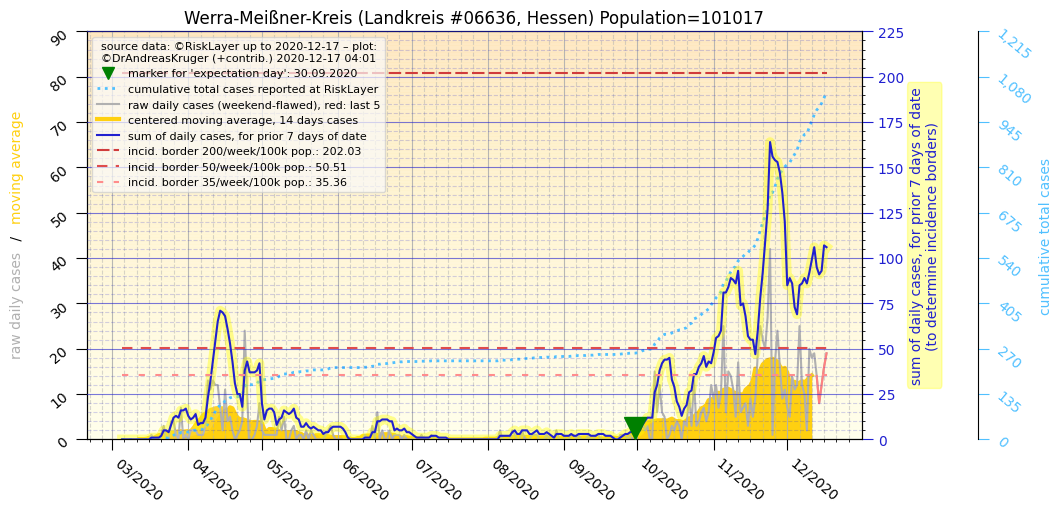 Werra-Meißner-Kreis (Landkreis #06636, Hessen) Population=101017
source data: ©RiskLayer up to 2020-12-17 – plot:
©DrAndreasKruger (+contrib.) 2020-12-17 04:01
marker for 'expectation day': 30.09.2020
cumulative total cases reported at RiskLayer
raw daily cases (weekend-flawed), red: last 5
centered moving average, 14 days cases
sum of daily cases, for prior 7 days of date
incid. border 200/week/100k pop.: 202.03
incid. border 50/week/100k pop.: 50.51
incid. border 35/week/100k pop.: 35.36
raw daily cases / moving average
90
80
70
60
50
40
30
20
10
0
03/2020
04/2020
05/2020
06/2020
07/2020
08/2020
09/2020
10/2020
11/2020
12/2020
225
200
175
150
125
100
75
50
25
0
sum of daily cases, for prior 7 days of date
(to determine incidence borders)
1,215
1,080
945
810
675
540
405
270
135
0
cumulative total cases